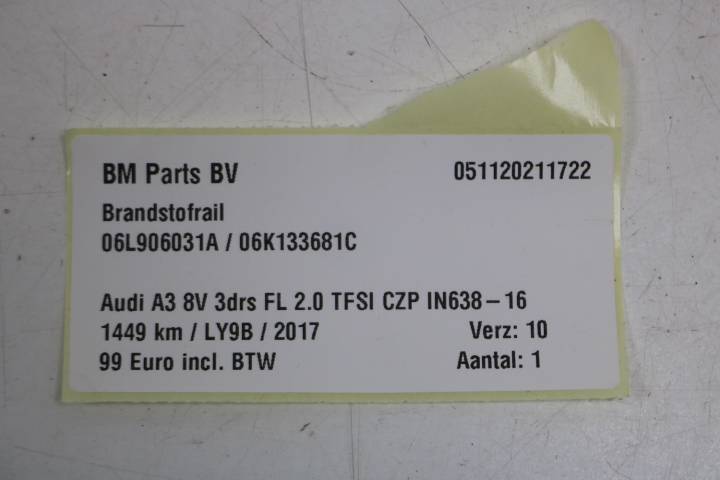 BM Parts BV 051120211722
Brandstofrail
06L906031A / 06K133681C
Audi A3 8V 3drs FL 2.0 TFSI CZP IN638-16
1449 km / LY9B / 2017 Verz: 10
99 Euro incl. BTW Aantal: 1